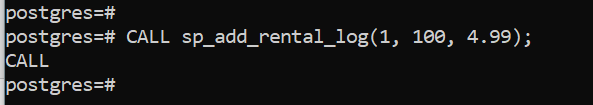 postgres=#
postgres=# CALL sp_add_rental_log(1, 100, 4.99);
CALL
postgres=#